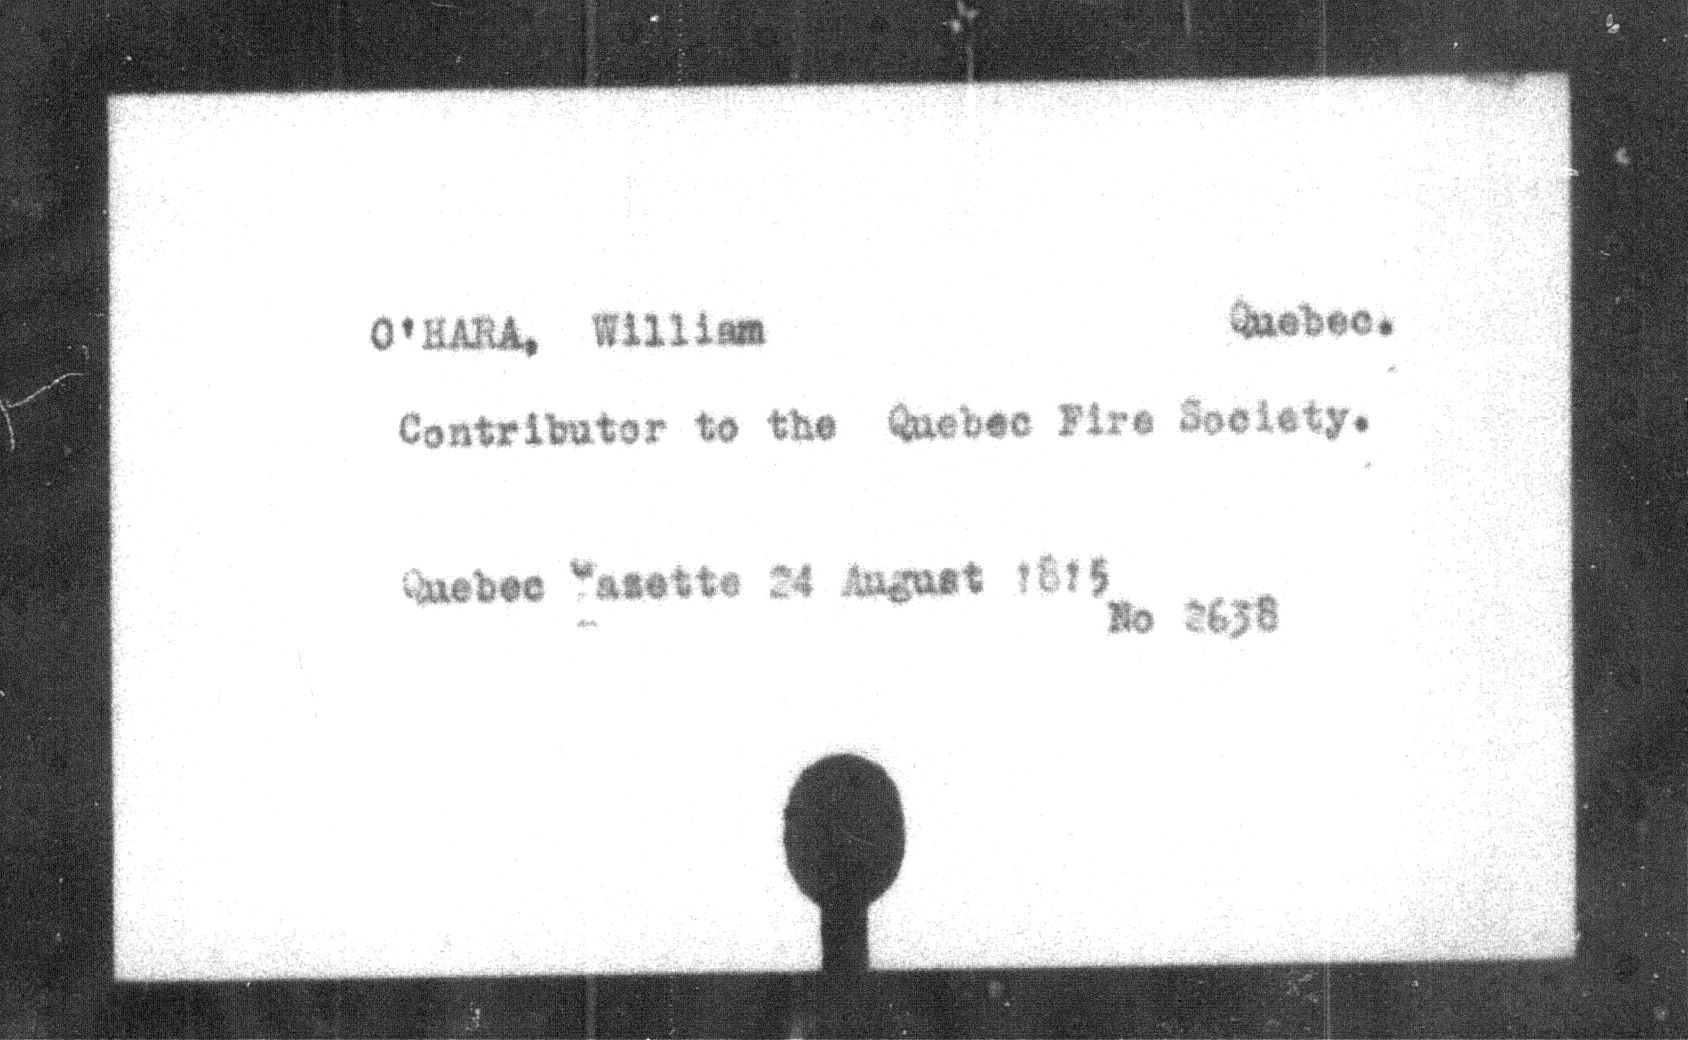 O'HARA, William Quebec.
Contributor to the Quebec Fire Society.
Quebec Gazette 24 August 1815
No 2638